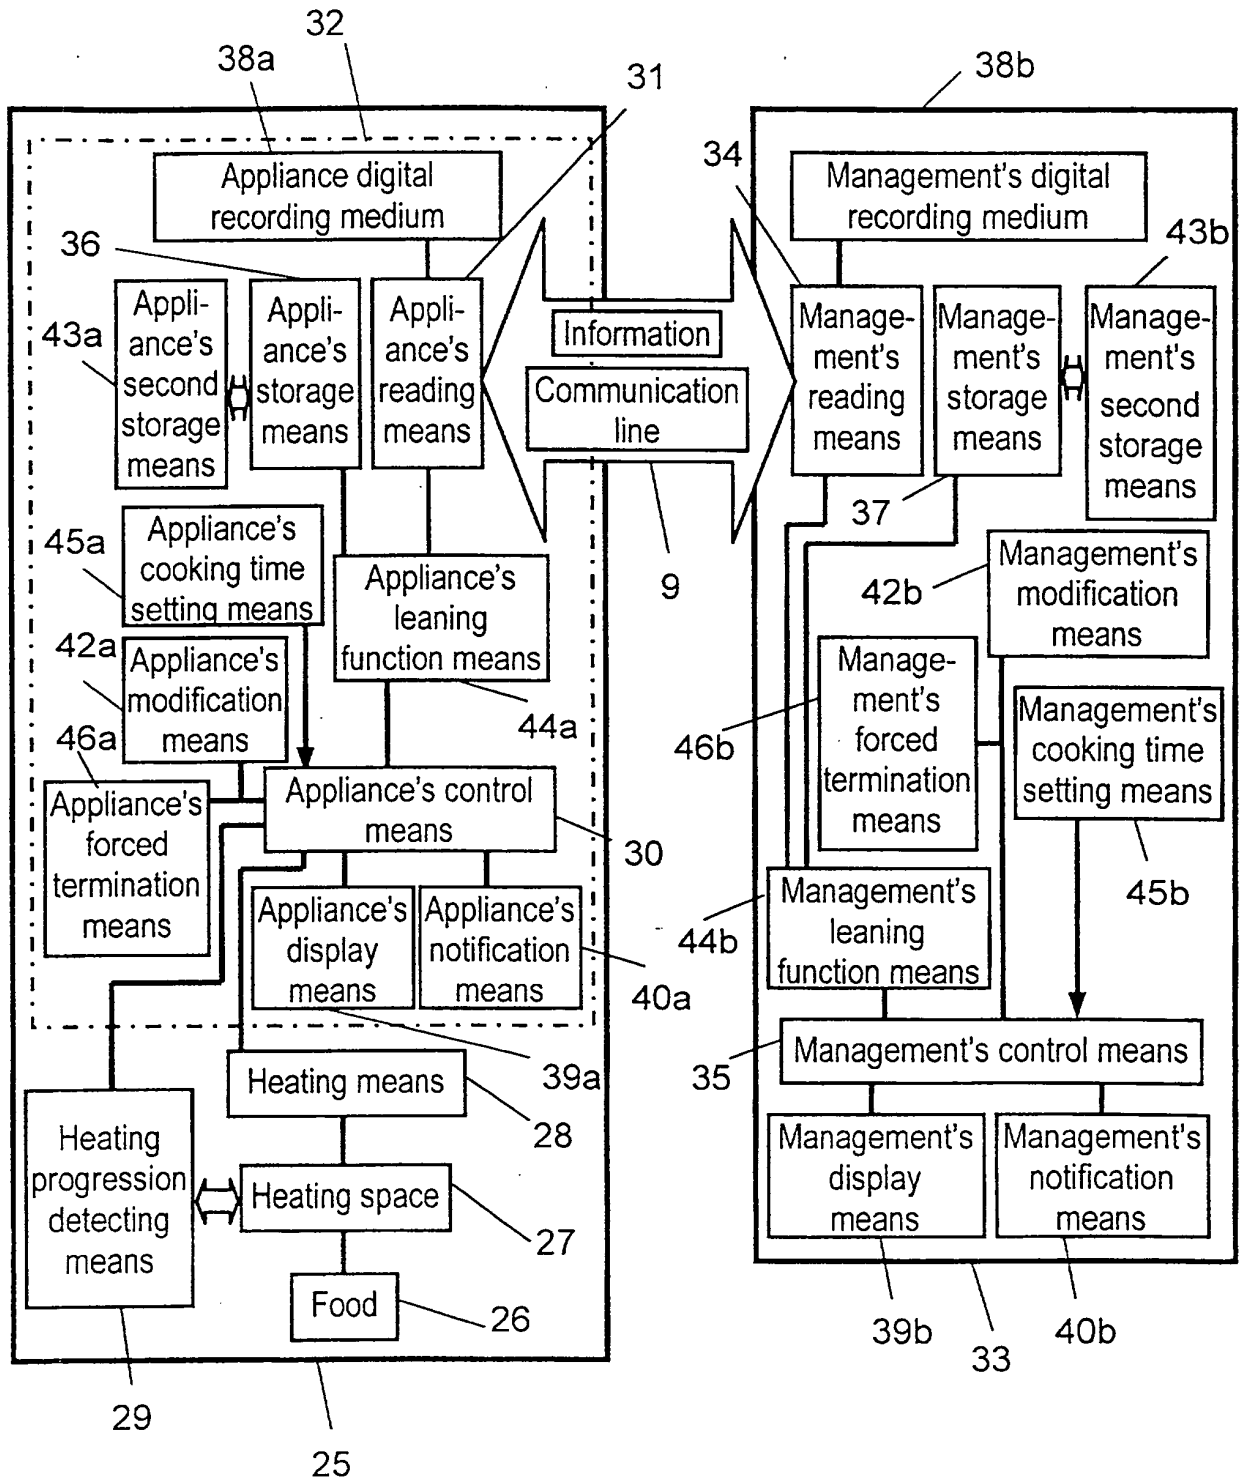 32
38a
31
38b
34
Appliance digital
recording medium
Management's digital
recording medium
36
43b
43a
Appli-
ance's
second
storage
means
Appli-
ance's
storage
means
Appli-
ance's
reading
means
Information
Communication
line
Manage-
ment's
reading
means
Manage-
ment's
storage
means
Manage-
ment's
second
storage
means
37
9
45a
Appliance's
cooking time
setting means
Appliance's
leaning
function means
42b
Management's
modification
means
42a
Appliance's
modification
means
44a
46b
Manage-
ment's
forced
termination
means
Management's
cooking time
setting means
46a
Appliance's
forced
termination
means
Appliance's control
means
30
45b
44b
Management's
leaning
function means
Appliance's
display
means
Appliance's
notification
means
40a
35
Management's control means
39a
Heating means
28
Heating
progression
detecting
means
Heating space
27
Management's
display
means
Management's
notification
means
Food
26
39b
40b
33
29
25